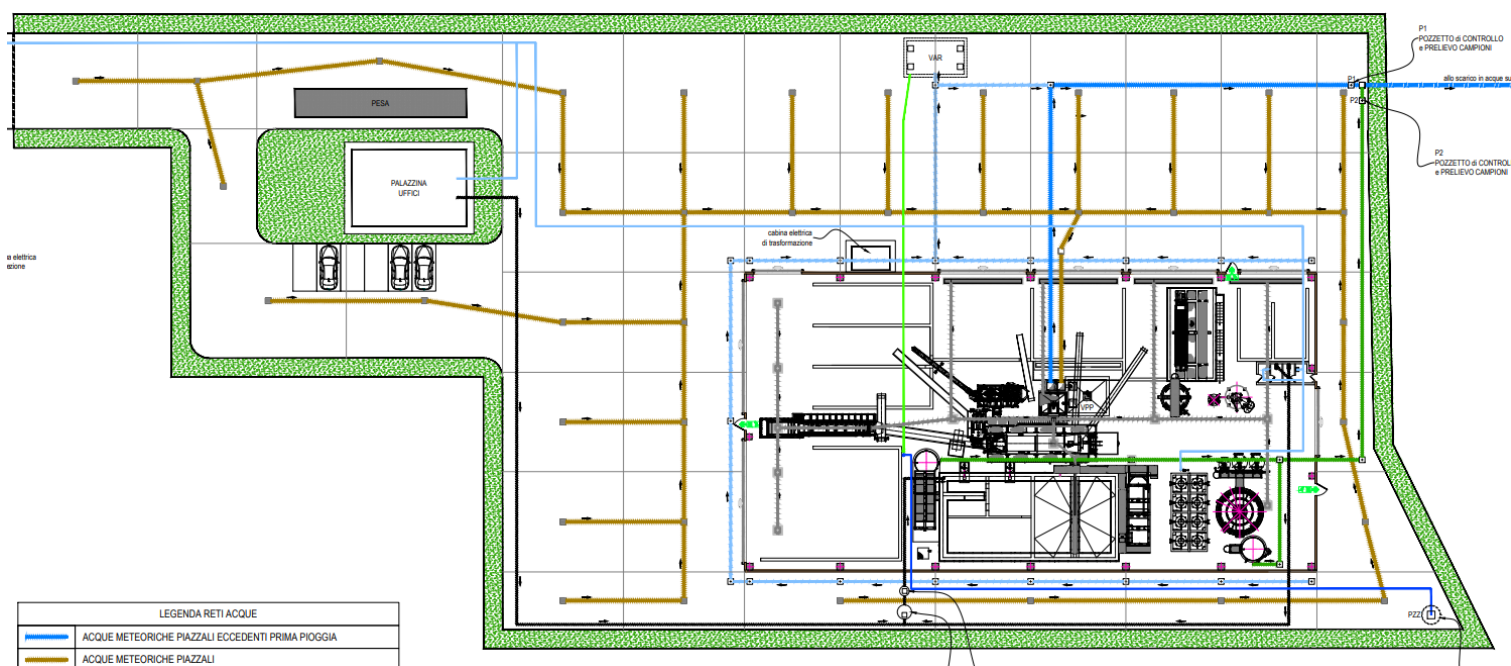 P1
POZZETTO di CONTROLLO
e PRELIEVO CAMPIONI
VAR
P1
allo scarico in acque su
PESA
P2
P2
POZZETTO di CONTROL
e PRELIEVO CAMPIONI
PALAZZINA
UFFICI
cabina elettrica
di trasformazione
a elettrica
ezione
VPP
LEGENDA RETI ACQUE
PZZ
ACQUE METEORICHE PIAZZALI ECCEDENTI PRIMA PIOGGIA
ACQUE METEORICHE PIAZZALI